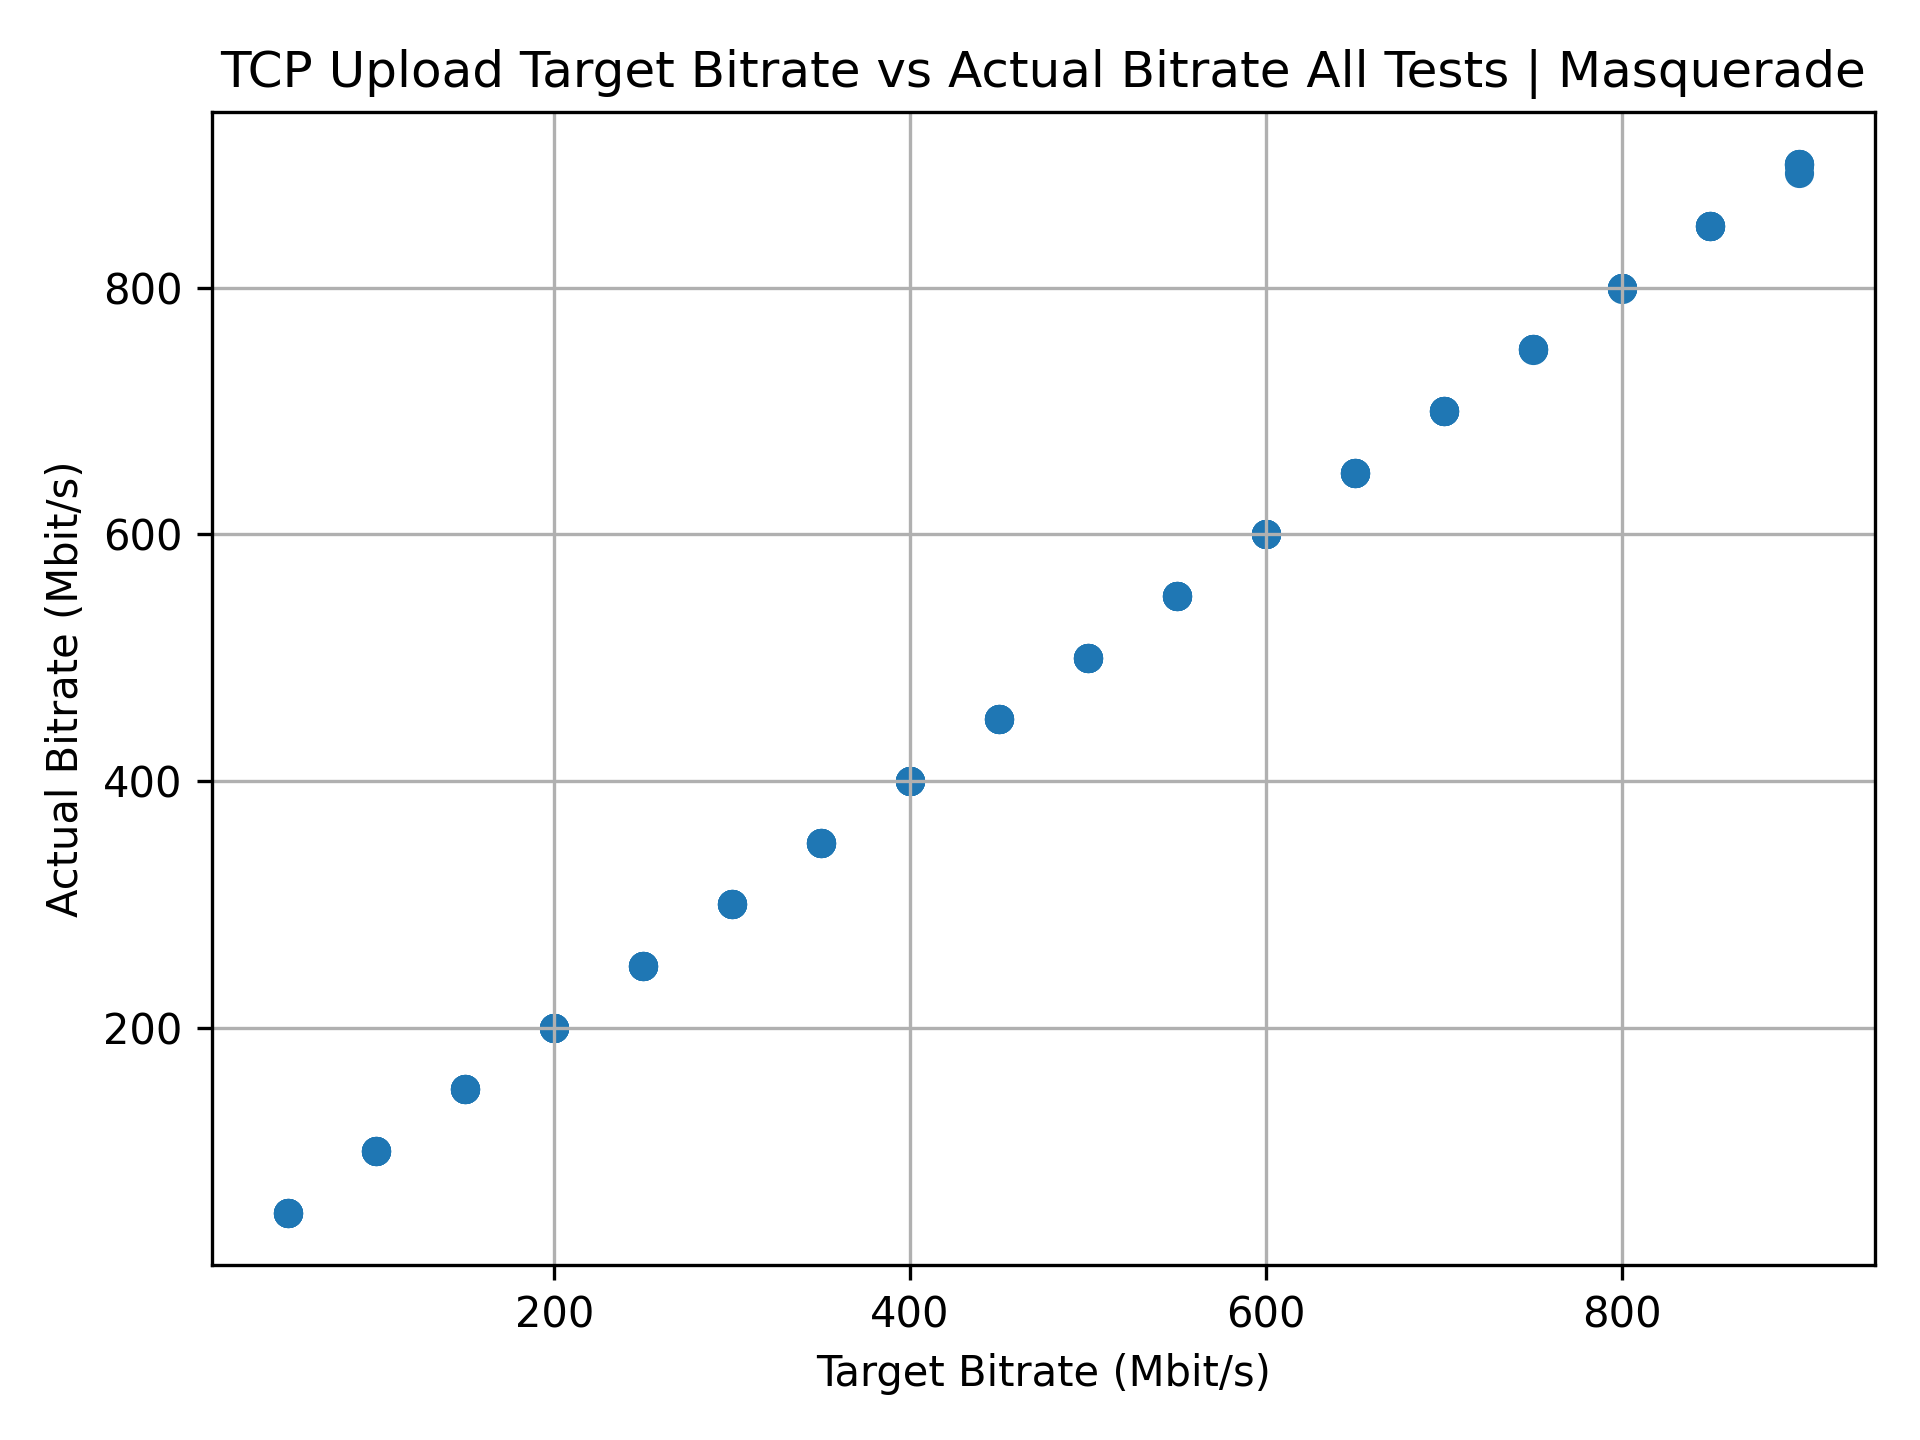 TCP Upload Target Bitrate vs Actual Bitrate All Tests | Masquerade
Actual Bitrate (Mbit/s)
800
600
400
200
200 400 600 800
Target Bitrate (Mbit/s)